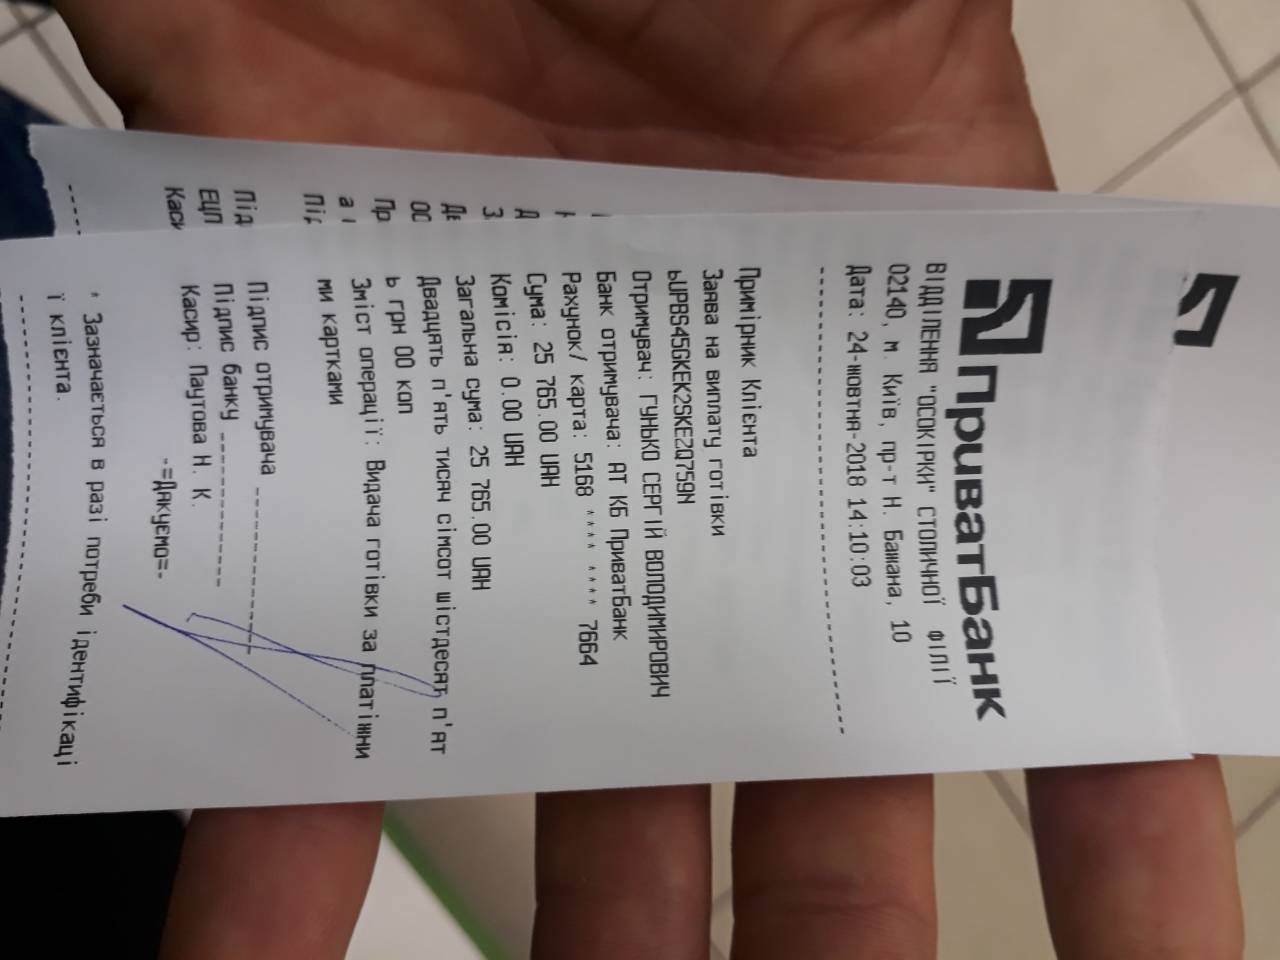 ПриватБанк
ВІДДІЛЕННЯ "ОСОКІРКИ" СТОЛИЧНОЇ ФІЛІЇ
02140, м. Київ, пр-т Н. Бажана, 10
Дата: 24-жовтня-2018 14:10:03
Примірник Клієнта
Заява на виплату готівки
ЬUPBS45GKEK2SKE2Q759N
Отримувач: ГУНЬКО СЕРГІЙ ВОЛОДИМИРОВИЧ
Банк отримувача: АТ КБ ПриватБанк
Рахунок/ карта: 5168 **** **** 7664
Сума: 25 765.00 UAH
Комісія: 0.00 UAH
Загальна сума: 25 765.00 UAH
Двадцять п'ять тисяч сімсот шістдесят п'ят
ь грн 00 коп
Зміст операції: Видача готівки за платіжни
ми картками
Підпис отримувача
Підпис банку
Касир: Паутова Н. К.
-=Дякуємо=-
* Зазначається в разі потреби ідентифікаці
ї клієнта.